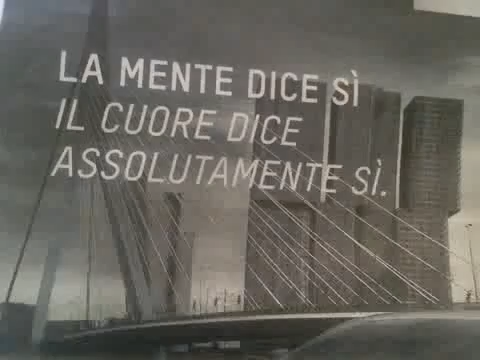 LA MENTE DICE SÌ
IL CUORE DICE
ASSOLUTAMENTE SÌ.